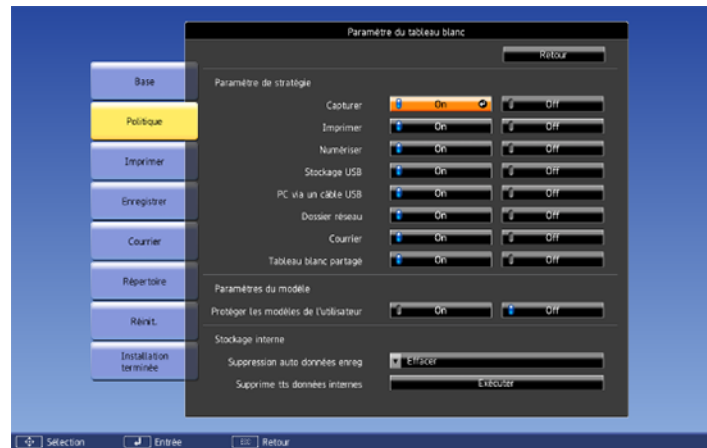 Paramètre du tableau blanc
Retour
Base
Politique
Imprimer
Enregistrer
Courrier
Répertoire
Réinit.
Installation
terminée
Paramètre de stratégie
Capturer On Off
Imprimer On Off
Numériser On Off
Stockage USB On Off
PC via un câble USB On Off
Dossier réseau On Off
Courrier On Off
Tableau blanc partagé On Off
Paramètres du modèle
Protéger les modèles de l'utilisateur On Off
Stockage interne
Suppression auto données enreg Effacer
Supprime tts données internes Exécuter
Sélection Entrée Esc Retour